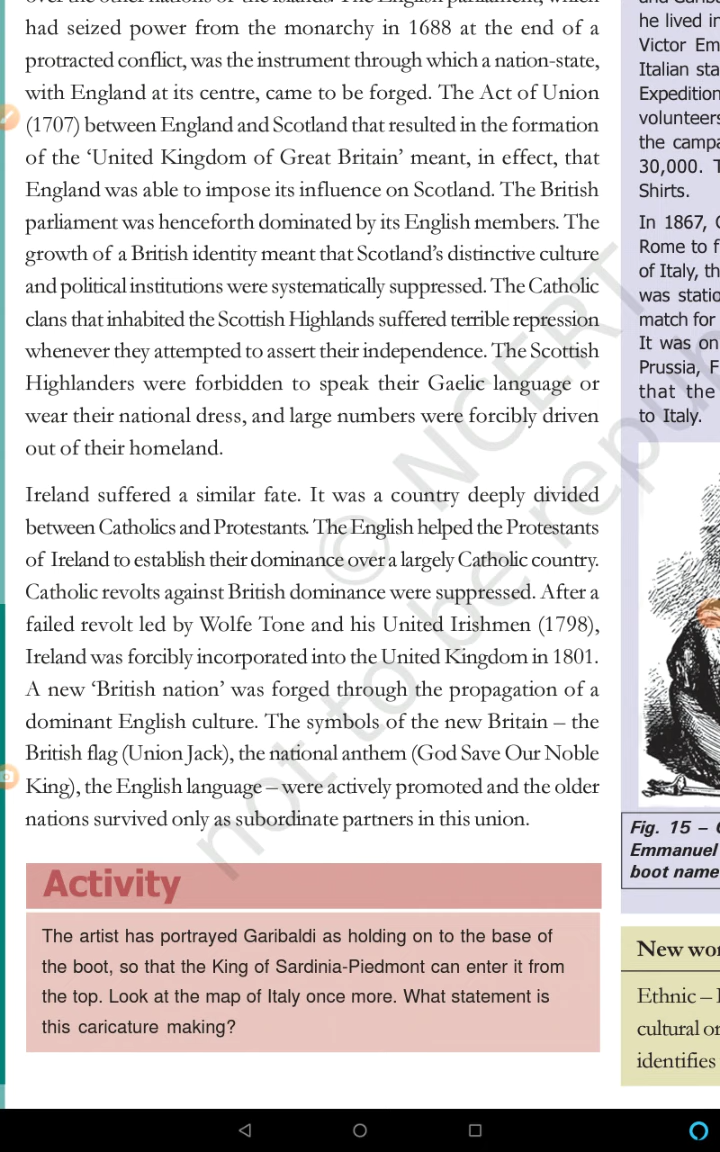 had seized power from the monarchy in 1688 at the end of a
protracted conflict, was the instrument through which a nation-state,
with England at its centre, came to be forged. The Act of Union
(1707) between England and Scotland that resulted in the formation
of the ‘United Kingdom of Great Britain’ meant, in effect, that
England was able to impose its influence on Scotland. The British
parliament was henceforth dominated by its English members. The
growth of a British identity meant that Scotland’s distinctive culture
and political institutions were systematically suppressed. The Catholic
clans that inhabited the Scottish Highlands suffered terrible repression
whenever they attempted to assert their independence. The Scottish
Highlanders were forbidden to speak their Gaelic language or
wear their national dress, and large numbers were forcibly driven
out of their homeland.
Ireland suffered a similar fate. It was a country deeply divided
between Catholics and Protestants. The English helped the Protestants
of Ireland to establish their dominance over a largely Catholic country.
Catholic revolts against British dominance were suppressed. After a
failed revolt led by Wolfe Tone and his United Irishmen (1798),
Ireland was forcibly incorporated into the United Kingdom in 1801.
A new ‘British nation’ was forged through the propagation of a
dominant English culture. The symbols of the new Britain – the
British flag (Union Jack), the national anthem (God Save Our Noble
King), the English language – were actively promoted and the older
nations survived only as subordinate partners in this union.
Activity
The artist has portrayed Garibaldi as holding on to the base of
the boot, so that the King of Sardinia-Piedmont can enter it from
the top. Look at the map of Italy once more. What statement is
this caricature making?
he lived in
Victor Em
Italian sta
Expedition
volunteers
the campa
30,000. T
Shirts.
In 1867, G
Rome to f
of Italy, th
was statio
match for
It was on
Prussia, F
that the
to Italy.
Fig. 15 –
Emmanuel
boot name
New wor
Ethnic –
cultural or
identifies
© NCERT
not to be repub